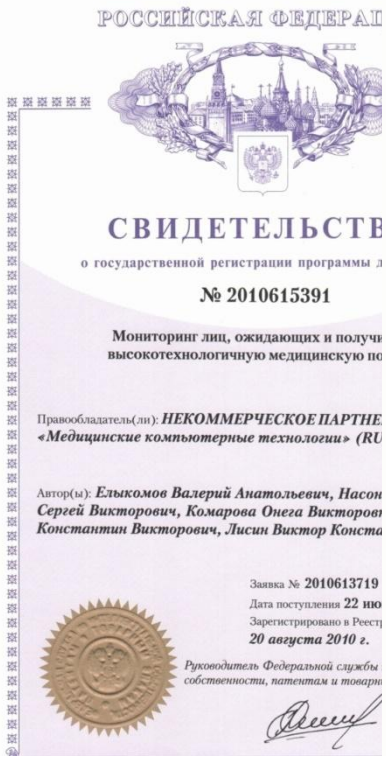 РОССИЙСКАЯ ФЕДЕРАЦ
СВИДЕТЕЛЬСТВ
о государственной регистрации программы д
№ 2010615391
Мониторинг лиц, ожидающих и получи
высокотехнологичную медицинскую по
Правообладатель(ли): НЕКОММЕРЧЕСКОЕ ПАРТНЕ
«Медицинские компьютерные технологии» (RU
Автор(ы): Елыкомов Валерий Анатольевич, Насон
Сергей Викторович, Комарова Онега Викторовн
Константин Викторович, Лисин Виктор Конста
Заявка № 2010613719
Дата поступления 22 ию
Зарегистрировано в Реестр
20 августа 2010 г.
Руководитель Федеральной службы
собственности, патентам и товарн